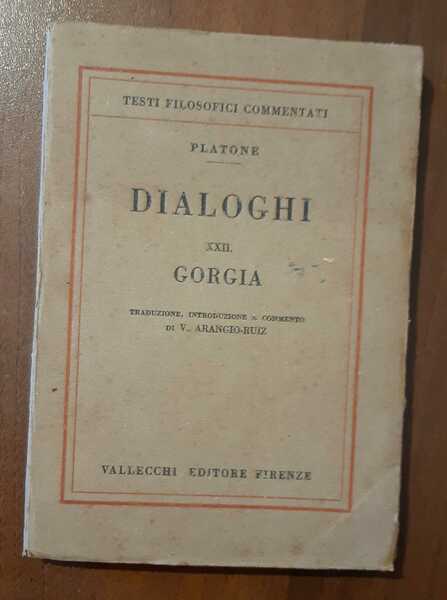 TESTI FILOSOFICI COMMENTATI
PLATONE
DIALOGHI
XXII.
GORGIA
TRADUZIONE, INTRODUZIONE E COMMENTO
DI V. ARANGIO-RUIZ
VALLECCHI EDITORE FIRENZE